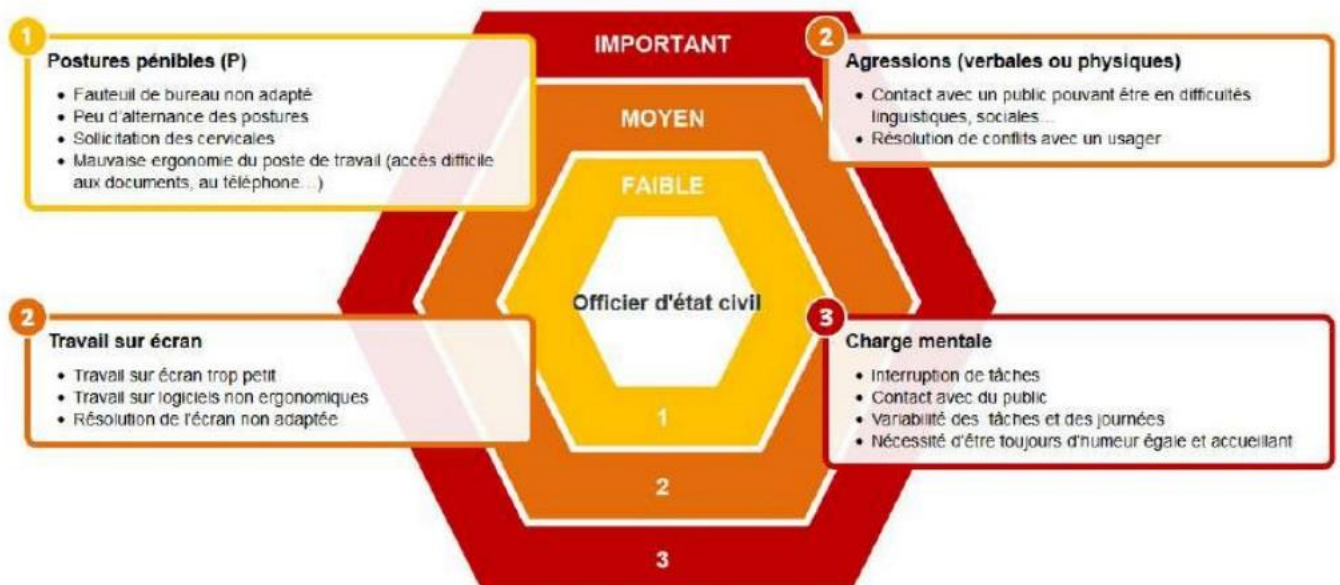 1
Postures pénibles (P)
• Fauteuil de bureau non adapté
• Peu d'alternance des postures
• Sollicitation des cervicales
• Mauvaise ergonomie du poste de travail (accès difficile
aux documents, au téléphone…)
IMPORTANT
MOYEN
FAIBLE
2
Agressions (verbales ou physiques)
• Contact avec un public pouvant être en difficultés
linguistiques, sociales…
• Résolution de conflits avec un usager
Officier d'état civil
2
Travail sur écran
• Travail sur écran trop petit
• Travail sur logiciels non ergonomiques
• Résolution de l'écran non adaptée
3
Charge mentale
• Interruption de tâches
• Contact avec du public
• Variabilité des tâches et des journées
• Nécessité d'être toujours d'humeur égale et accueillant
1
2
3